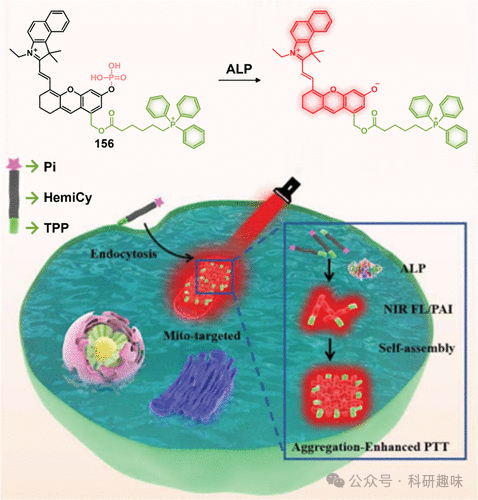 OH
HO-P=O
O
N+
O
O
O
P+
156
ALP
N+
O
O-
O
O
P+
Pi
HemiCy
TPP
Endocytosis
Mito-targeted
ALP
NIR FL/PAI
Self-assembly
Aggregation-Enhanced PTT
公众号·科研趣味